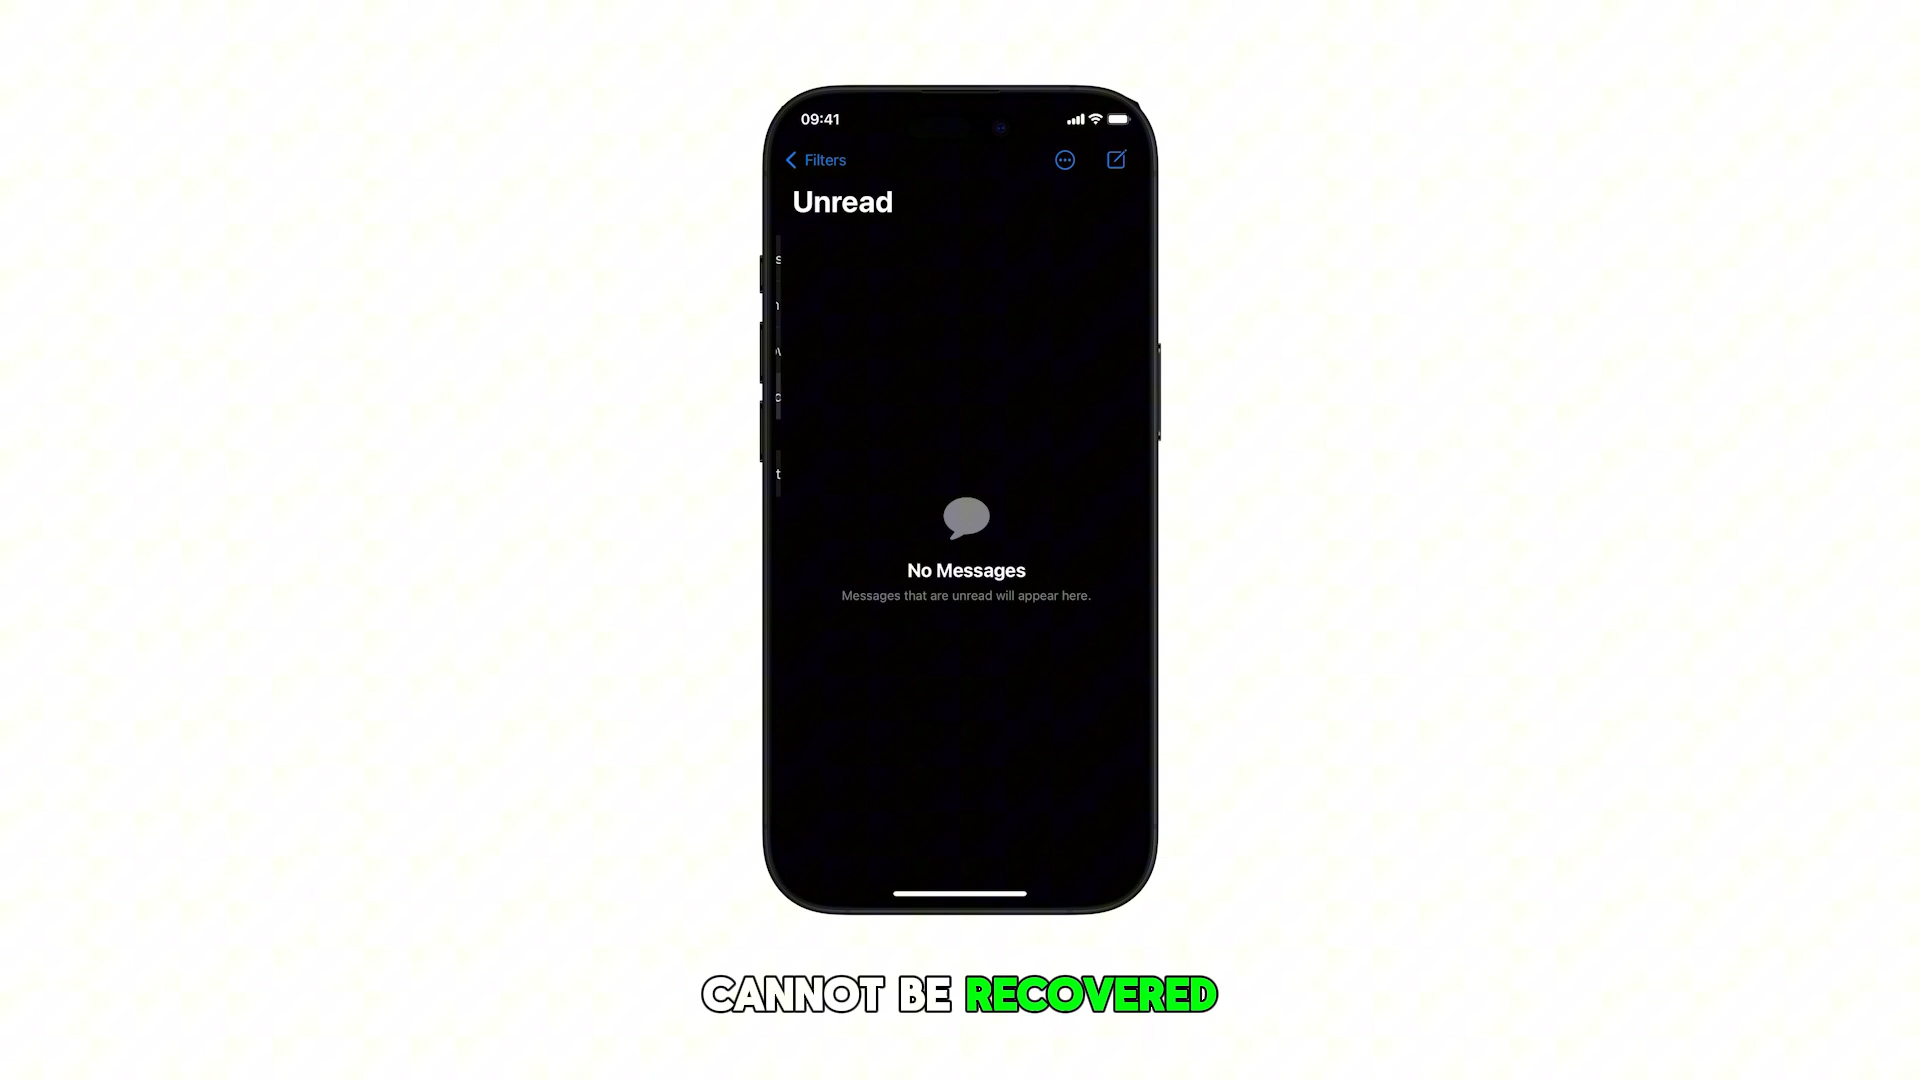 09:41
Filters
Unread
s
t
No Messages
Messages that are unread will appear here.
CANNOT BE RECOVERED